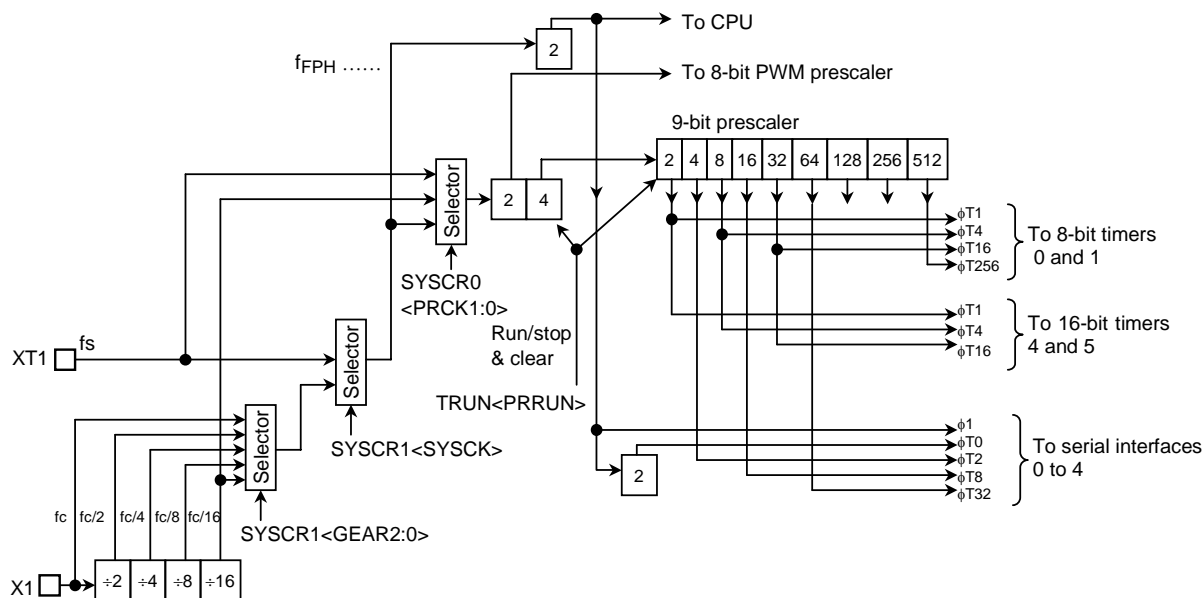 To CPU
2
fFPH ......
To 8-bit PWM prescaler
9-bit prescaler
2 4 8 16 32 64 128 256 512
Selector
2 4
ϕT1
ϕT4
ϕT16
ϕT256
To 8-bit timers
0 and 1
SYSCR0
<PRCK1:0>
ϕT1
ϕT4
ϕT16
To 16-bit timers
4 and 5
Run/stop
& clear
XT1
fs
Selector
TRUN<PRRUN>
SYSCR1<SYSCK>
Selector
ϕ1
ϕT0
ϕT2
ϕT8
ϕT32
To serial interfaces
0 to 4
2
fc fc/2 fc/4 fc/8 fc/16
SYSCR1<GEAR2:0>
X1
÷2 ÷4 ÷8 ÷16